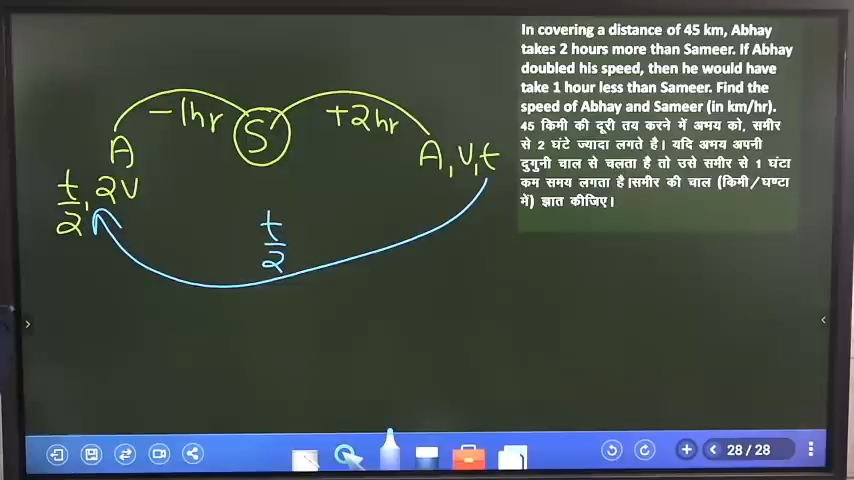 In covering a distance of 45 km, Abhay
takes 2 hours more than Sameer. If Abhay
doubled his speed, then he would have
take 1 hour less than Sameer. Find the
speed of Abhay and Sameer (in km/hr).
45 किमी की दूरी तय करने में अभय को, समीर
से 2 घंटे ज्यादा लगते है। यदि अभय अपनी
दुगुनी चाल से चलता है तो उसे समीर से 1 घंटा
कम समय लगता है।समीर की चाल (किमी/घण्टा
में) ज्ञात कीजिए।
-1hr
S
+2hr
A
A, v, t
t/2, 2v
t/2
28 / 28